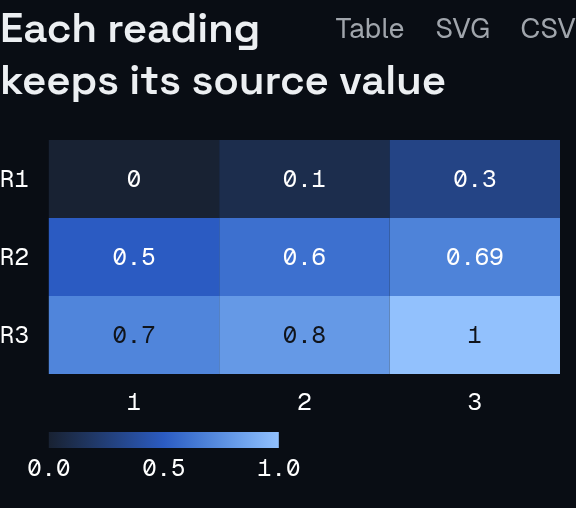 Each reading
keeps its source value
Table SVG CSV
R1 0 0.1 0.3
R2 0.5 0.6 0.69
R3 0.7 0.8 1
1 2 3
0.0 0.5 1.0